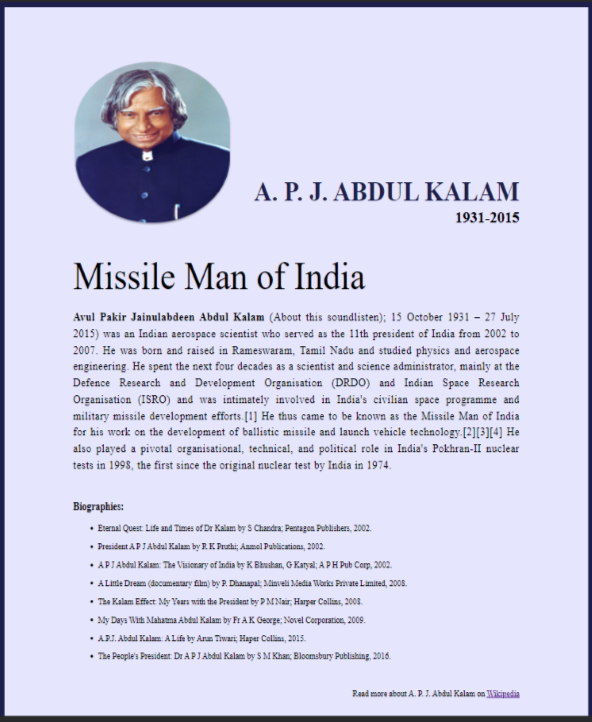 A. P. J. ABDUL KALAM
1931-2015
Missile Man of India
Avul Pakir Jainulabdeen Abdul Kalam (About this soundlisten); 15 October 1931 – 27 July
2015) was an Indian aerospace scientist who served as the 11th president of India from 2002 to
2007. He was born and raised in Rameswaram, Tamil Nadu and studied physics and aerospace
engineering. He spent the next four decades as a scientist and science administrator, mainly at the
Defence Research and Development Organisation (DRDO) and Indian Space Research
Organisation (ISRO) and was intimately involved in India's civilian space programme and
military missile development efforts.[1] He thus came to be known as the Missile Man of India
for his work on the development of ballistic missile and launch vehicle technology.[2][3][4] He
also played a pivotal organisational, technical, and political role in India's Pokhran-II nuclear
tests in 1998, the first since the original nuclear test by India in 1974.
Biographies:
• Eternal Quest: Life and Times of Dr Kalam by S Chandra; Pentagon Publishers, 2002.
• President A P J Abdul Kalam by R K Pruthi; Anmol Publications, 2002.
• A P J Abdul Kalam: The Visionary of India by K Bhushan, G Katyal; A P H Pub Corp, 2002.
• A Little Dream (documentary film) by P. Dhanapal; Minveli Media Works Private Limited, 2008.
• The Kalam Effect: My Years with the President by P M Nair; Harper Collins, 2008.
• My Days With Mahatma Abdul Kalam by Fr A K George; Novel Corporation, 2009.
• A.P.J. Abdul Kalam: A Life by Arun Tiwari; Haper Collins, 2015.
• The People's President: Dr A P J Abdul Kalam by S M Khan; Bloomsbury Publishing, 2016.
Read more about A. P. J. Abdul Kalam on Wikipedia